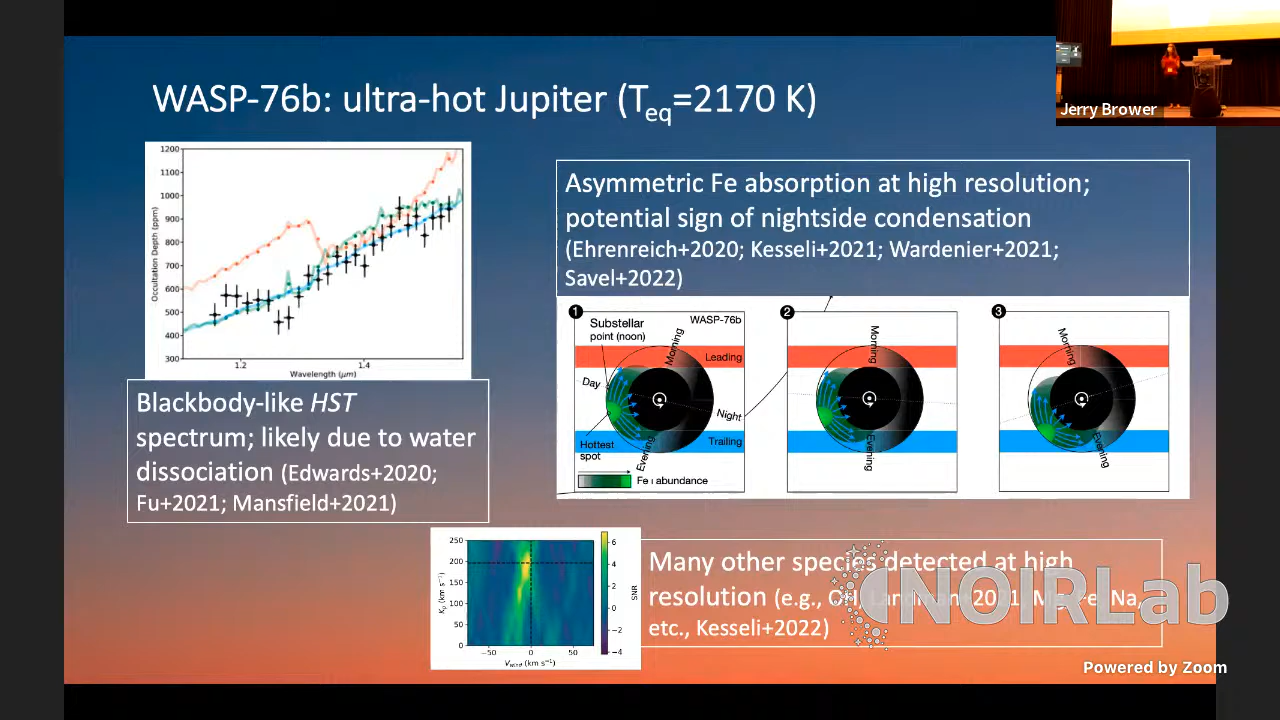 WASP-76b: ultra-hot Jupiter (Teq=2170 K)
Jerry Brower
1200
1100
1000
900
800
700
600
500
400
300
Occultation Depth (ppm)
1.2
1.4
Wavelength (μm)
Blackbody-like HST
spectrum; likely due to water
dissociation (Edwards+2020;
Fu+2021; Mansfield+2021)
Asymmetric Fe absorption at high resolution;
potential sign of nightside condensation
(Ehrenreich+2020; Kesseli+2021; Wardenier+2021;
Savel+2022)
1
Substellar
point (noon)
WASP-76b
Morning
Leading
Day
Night
Trailing
Hottest
spot
Evening
Fe I abundance
2
Morning
Evening
3
Morning
Evening
250
200
150
100
50
0
Kp (km s⁻¹)
−50
0
50
Vwind (km s⁻¹)
6
4
2
0
−2
−4
SNR
Many other species detected at high
resolution (e.g., OH, Landman+2021, Mg, Fe, Na,
etc., Kesseli+2022)
NOIRLab
Powered by Zoom